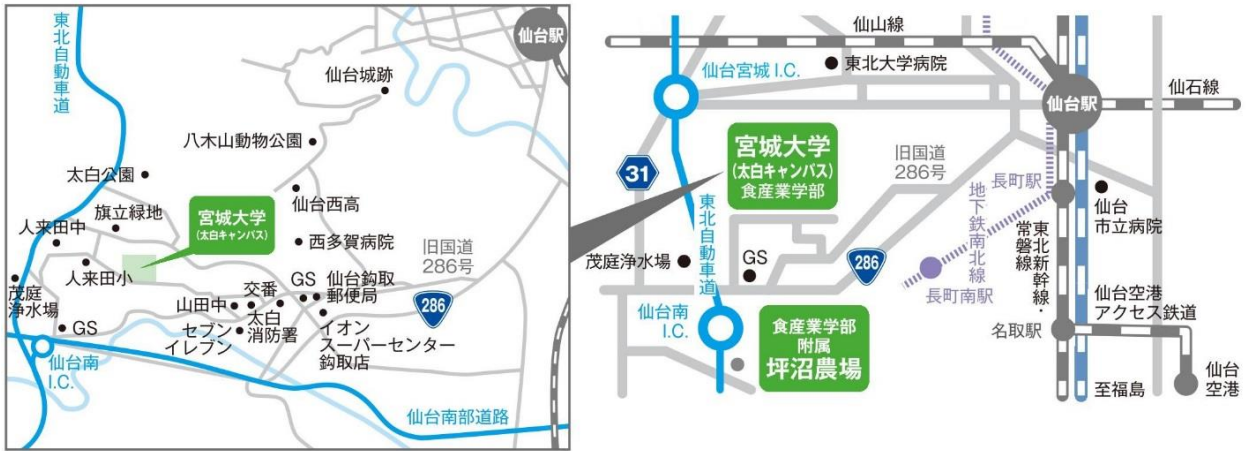 東北自動車道
仙台駅
仙台城跡
八木山動物公園
太白公園
旗立緑地
宮城大学
(太白キャンパス)
仙台西高
人来田中
西多賀病院
旧国道
286号
人来田小
茂庭
浄水場
GS
山田中
交番
GS
仙台鈎取
郵便局
286
太白
消防署
セブン
イレブン
イオン
スーパーセンター
鈎取店
仙台南
I.C.
仙台南部道路
仙山線
仙台宮城 I.C.
東北大学病院
仙台駅
仙石線
宮城大学
(太白キャンパス)
食産業学部
31
旧国道
286号
長町駅
仙台
市立病院
東北自動車道
地下鉄南北線
東北新幹線・
常磐線
茂庭浄水場
GS
286
長町南駅
仙台南
I.C.
食産業学部
附属
坪沼農場
仙台空港
アクセス鉄道
名取駅
仙台
空港
至福島